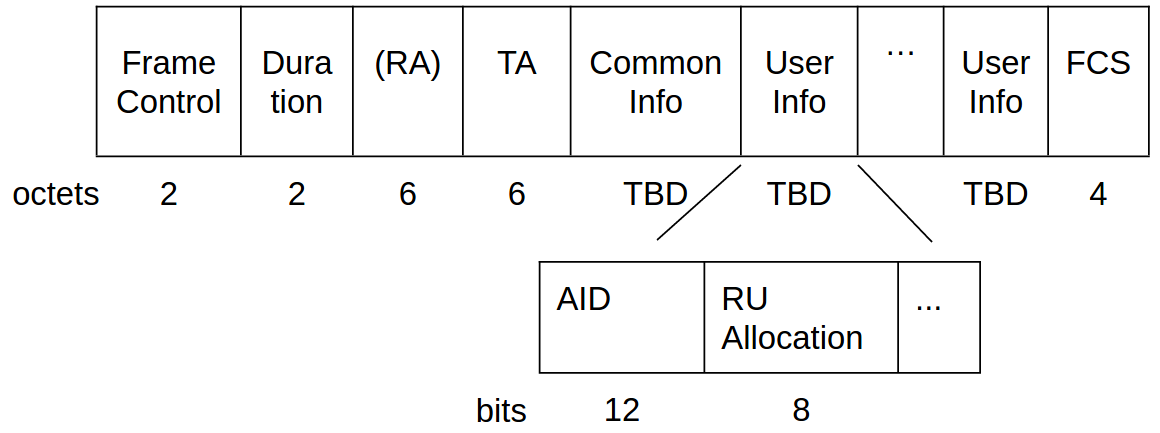 Frame
Control
Dura
tion
(RA)
TA
Common
Info
User
Info
...
User
Info
FCS
octets 2 2 6 6 TBD TBD TBD 4
AID
RU
Allocation
...
bits 12 8